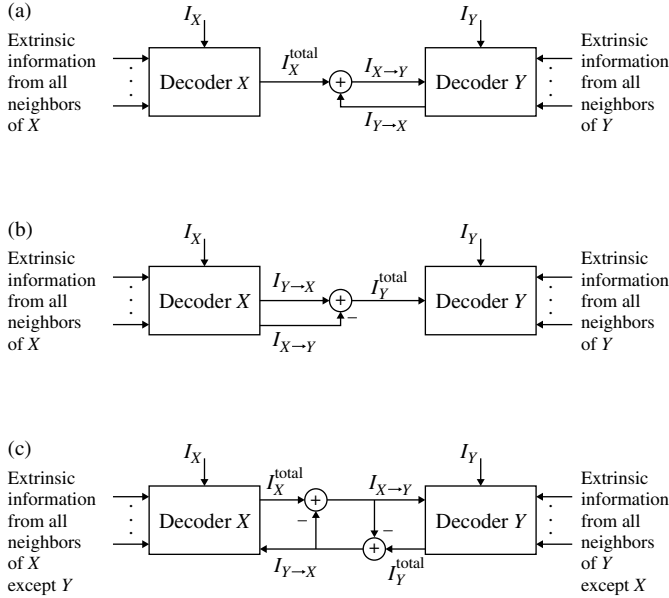 (a)
I_X
I_Y
Extrinsic
information
from all
neighbors
of X
Decoder X
I_X^total
+
I_X→Y
I_Y→X
Decoder Y
Extrinsic
information
from all
neighbors
of Y
(b)
I_X
I_Y
Extrinsic
information
from all
neighbors
of X
Decoder X
I_Y→X
+
−
I_Y^total
I_X→Y
Decoder Y
Extrinsic
information
from all
neighbors
of Y
(c)
I_X
I_Y
Extrinsic
information
from all
neighbors
of X
except Y
Decoder X
I_X^total
+
−
I_X→Y
−
+
I_Y→X
I_Y^total
Decoder Y
Extrinsic
information
from all
neighbors
of Y
except X